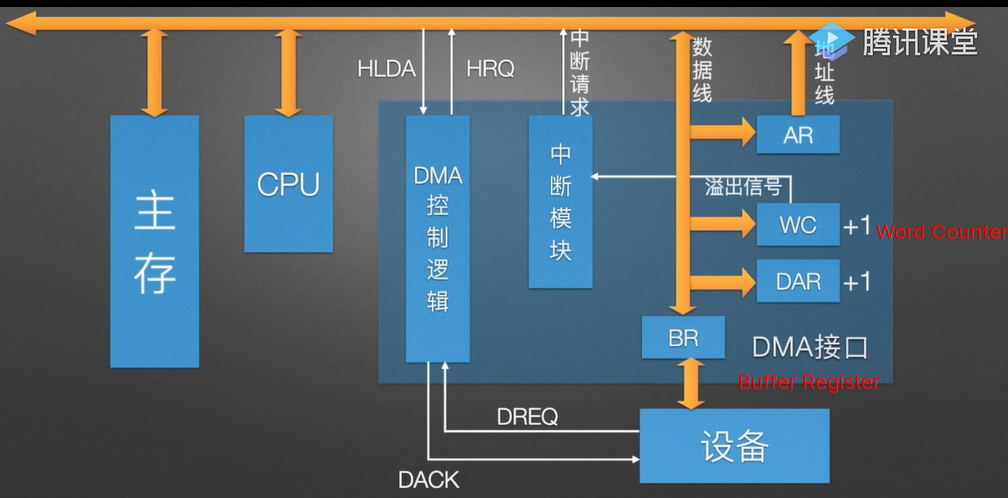 腾讯课堂
HLDA
HRQ
中断请求
数据线
地址线
主存
CPU
DMA控制逻辑
中断模块
AR
溢出信号
WC
+1
Word Counter
DAR
+1
BR
DMA接口
Buffer Register
DREQ
设备
DACK